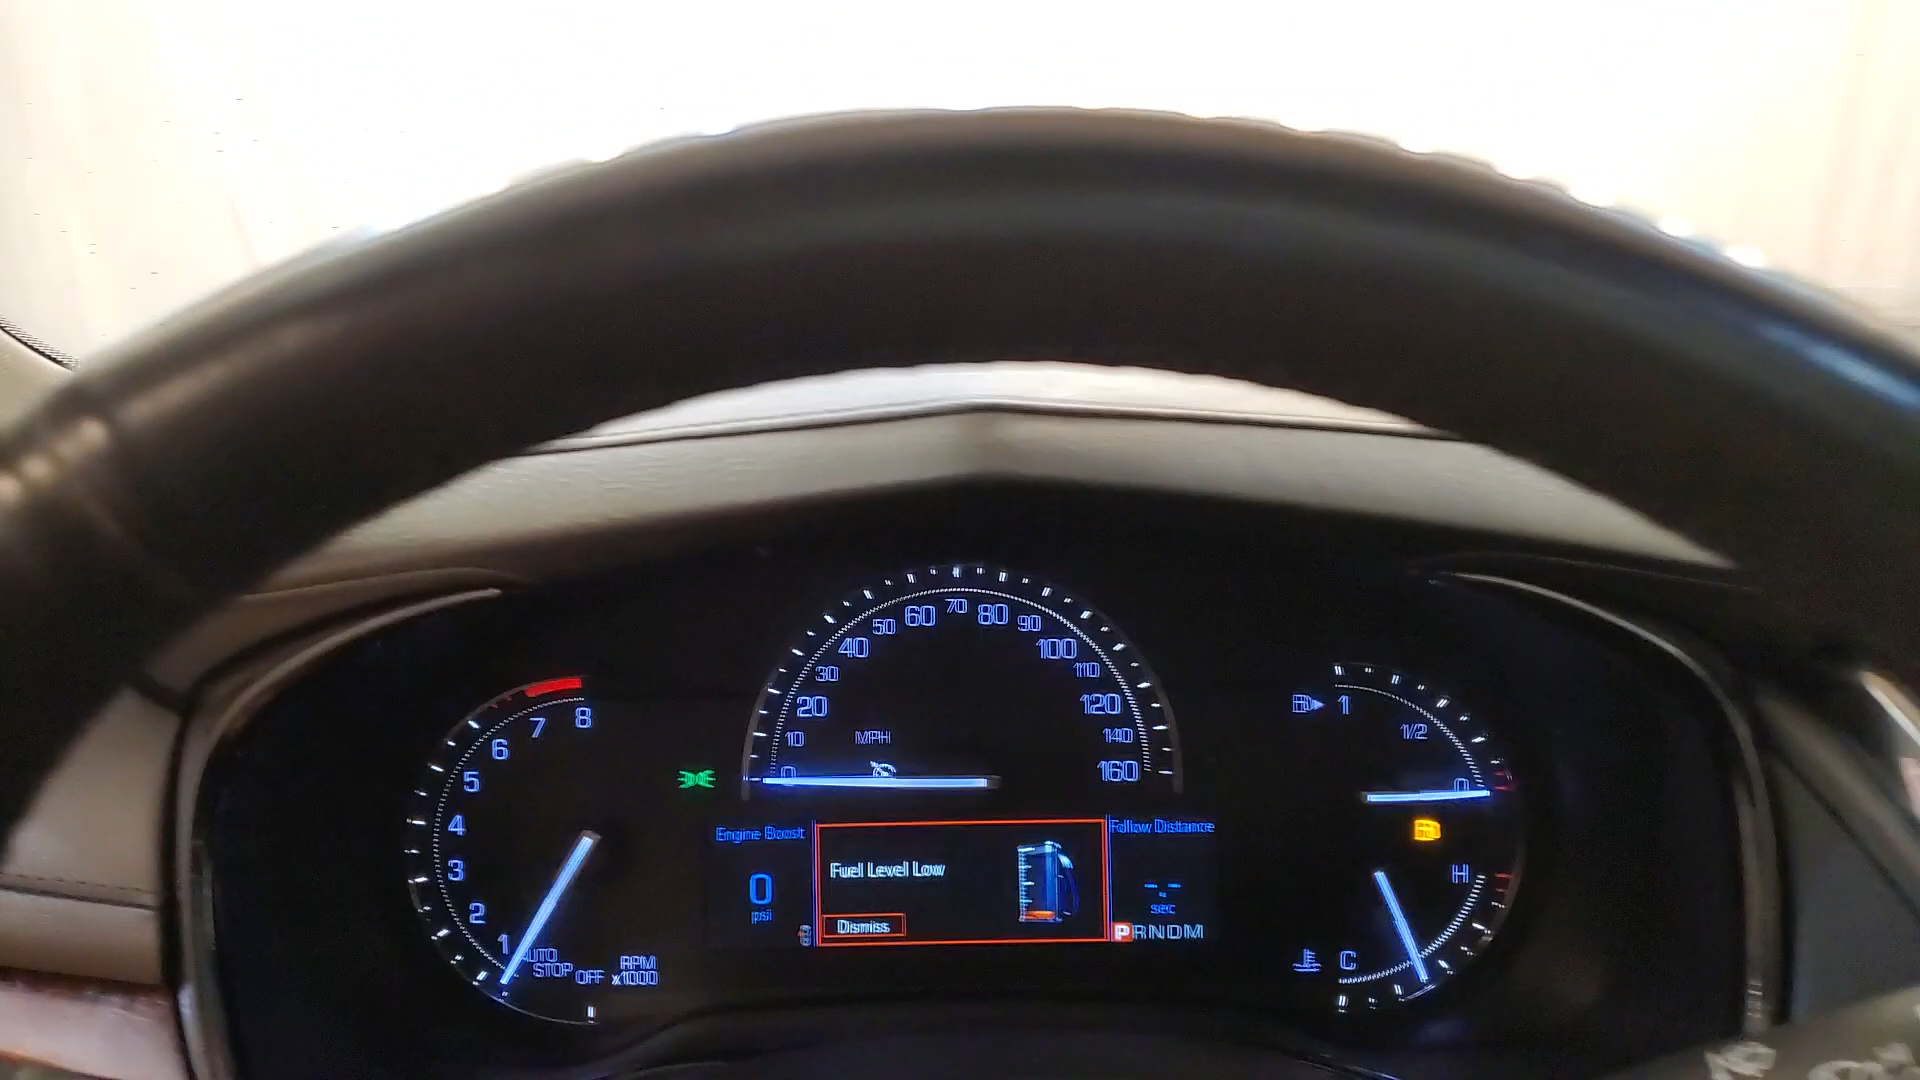 60 70 80
50 90
40 100
30 110
20 120
10 MPH 140
0 160
8
7
6
5
4
3
2
1
AUTO
STOP OFF
RPM
x1000
Engine Boost
0
psi
Fuel Level Low
Dismiss
Follow Distance
--.--
sec
PRNDM
1
1/2
0
H
C